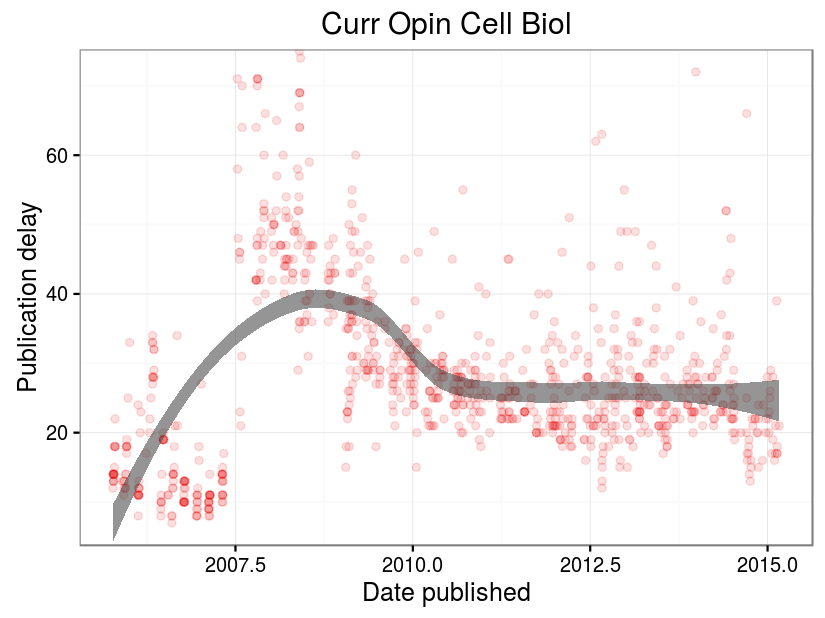 Curr Opin Cell Biol
Publication delay
60
40
20
2007.5 2010.0 2012.5 2015.0
Date published